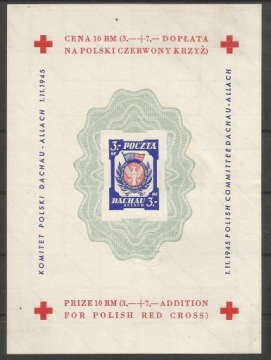 CENA 10 RM (3,—+7,— DOPŁATA
NA POLSKI CZERWONY KRZYŻ)
KOMITET POLSKI DACHAU-ALLACH 1.11.1945
3,- POCZTA
DACHAU
ALLACH 3,-
1.11.1945 POLISH COMMITTEE DACHAU-ALLACH
PRIZE 10 RM (3,—+7,—ADDITION
FOR POLISH RED CROSS)